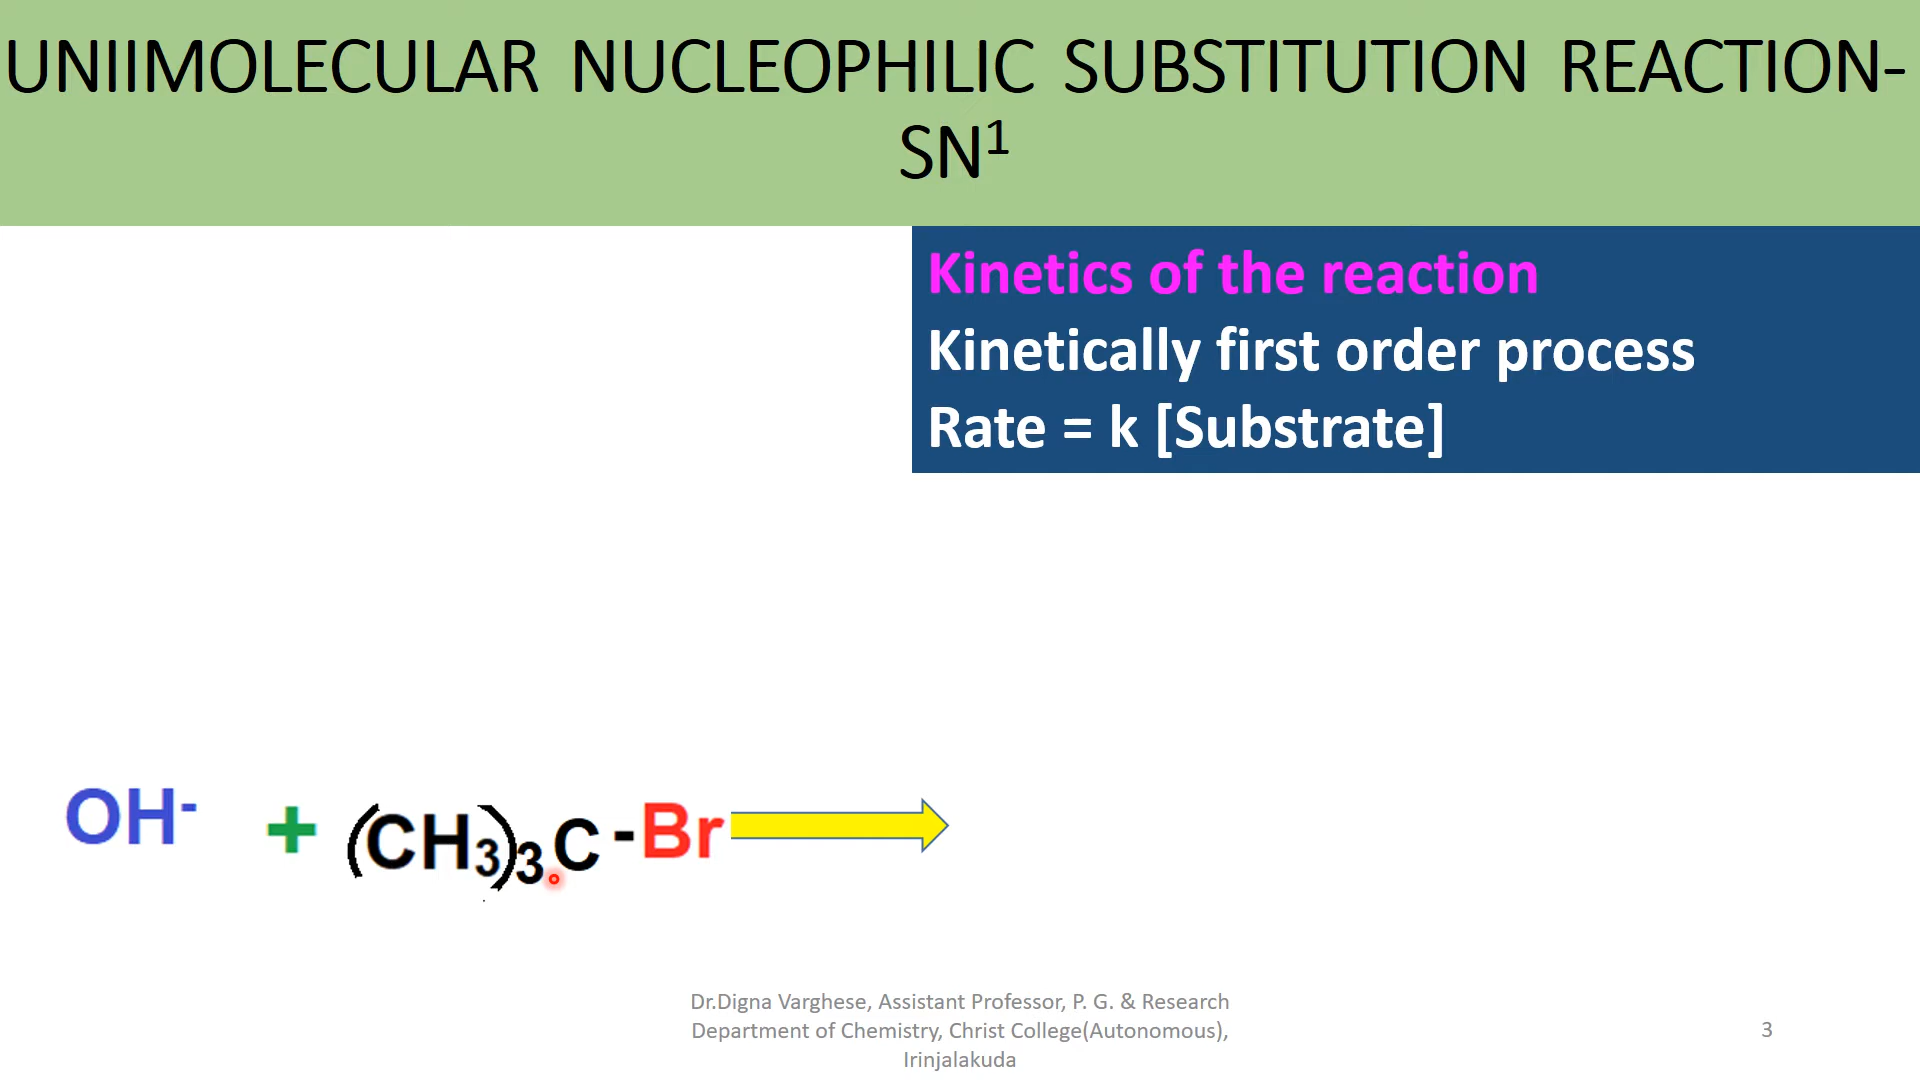 UNIIMOLECULAR NUCLEOPHILIC SUBSTITUTION REACTION-
SN¹
Kinetics of the reaction
Kinetically first order process
Rate = k [Substrate]
OH⁻ + (CH₃)₃C-Br
Dr.Digna Varghese, Assistant Professor, P. G. & Research
Department of Chemistry, Christ College(Autonomous),
Irinjalakuda
3